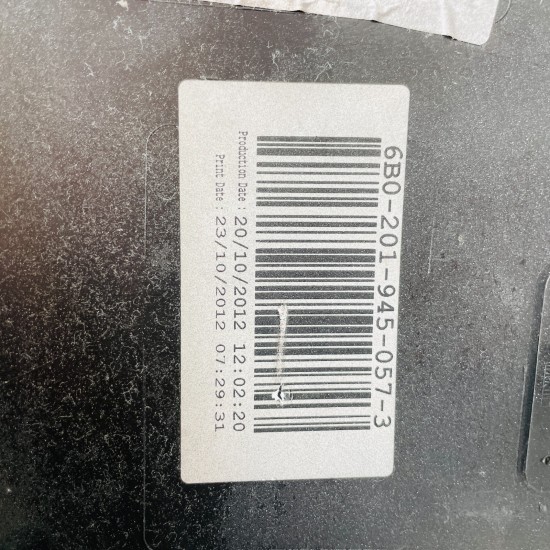 6B0-201-945-057-3
Production Date : 20/10/2012 12:02:20
Print Date : 23/10/2012 07:29:31